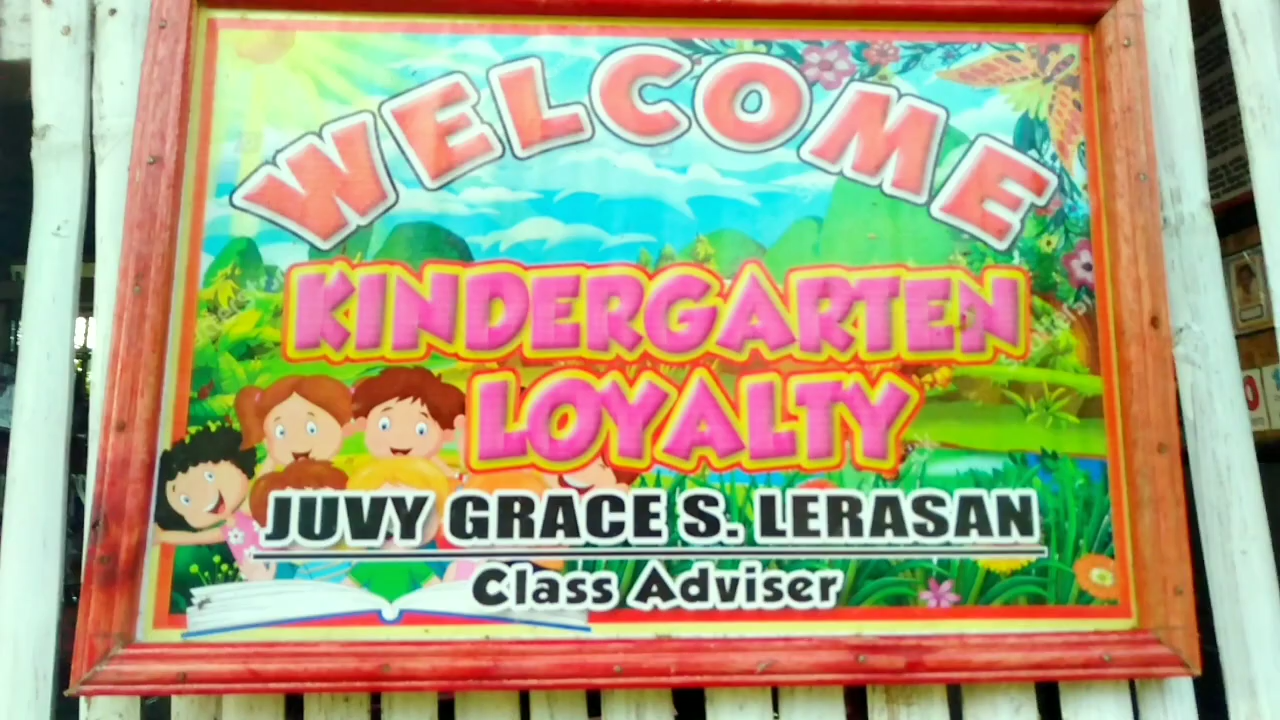 WELCOME
KINDERGARTEN
LOYALTY
JUVY GRACE S. LERASAN
Class Adviser